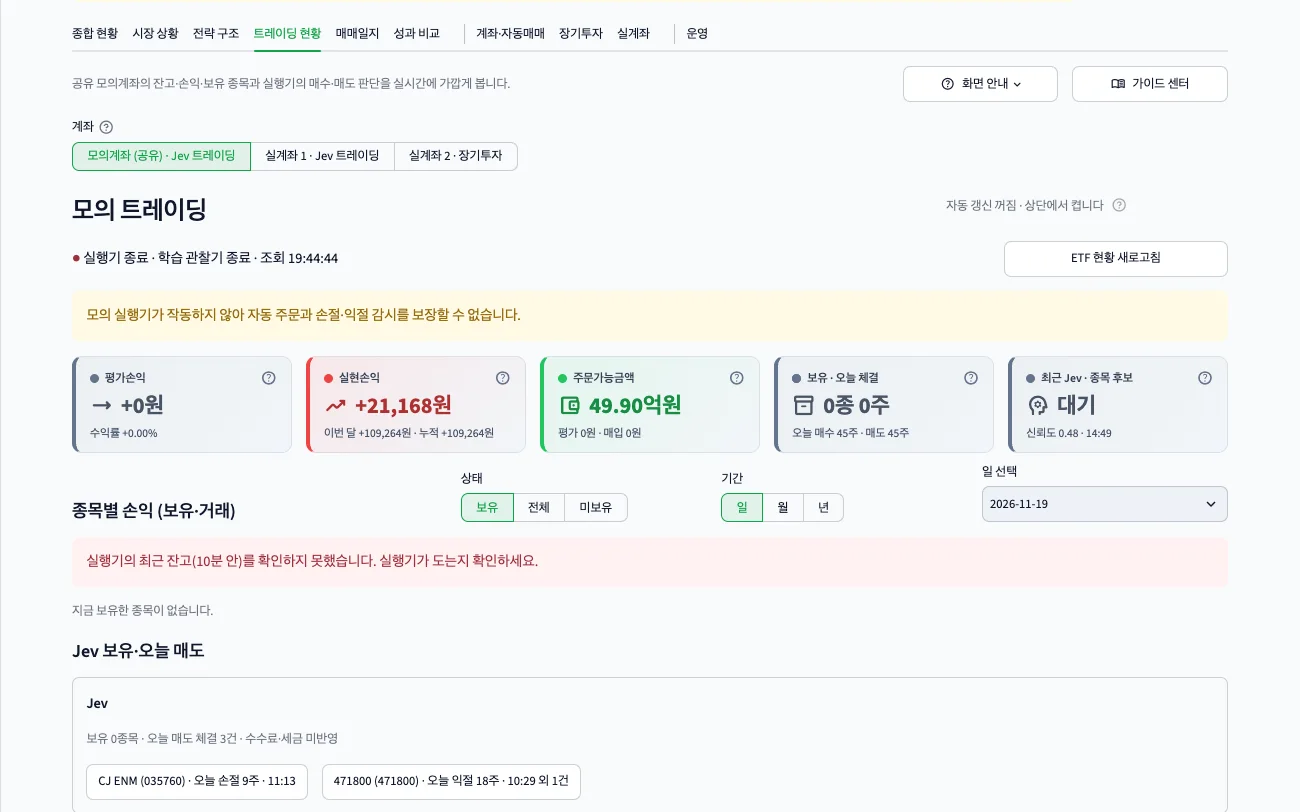 종합 현황 시장 상황 전략 구조 트레이딩 현황 매매일지 성과 비교 계좌·자동매매 장기투자 실계좌 운영
공유 모의계좌의 잔고·손익·보유 종목과 실행기의 매수·매도 판단을 실시간에 가깝게 봅니다.
화면 안내
가이드 센터
계좌
모의계좌 (공유) · Jev 트레이딩 실계좌 1 · Jev 트레이딩 실계좌 2 · 장기투자
모의 트레이딩
자동 갱신 꺼짐 · 상단에서 켭니다
실행기 종료 · 학습 관찰기 종료 · 조회 19:44:44
ETF 현황 새로고침
모의 실행기가 작동하지 않아 자동 주문과 손절·익절 감시를 보장할 수 없습니다.
평가손익
→ +0원
수익률 +0.00%
실현손익
+21,168원
이번 달 +109,264원 · 누적 +109,264원
주문가능금액
49.90억원
평가 0원 · 매입 0원
보유 · 오늘 체결
0종 0주
오늘 매수 45주 · 매도 45주
최근 Jev · 종목 후보
대기
신뢰도 0.48 · 14:49
종목별 손익 (보유·거래)
상태
보유 전체 미보유
기간
일 월 년
일 선택
2026-11-19
실행기의 최근 잔고(10분 안)를 확인하지 못했습니다. 실행기가 도는지 확인하세요.
지금 보유한 종목이 없습니다.
Jev 보유·오늘 매도
Jev
보유 0종목 · 오늘 매도 체결 3건 · 수수료·세금 미반영
CJ ENM (035760) · 오늘 손절 9주 · 11:13
471800 (471800) · 오늘 익절 18주 · 10:29 외 1건